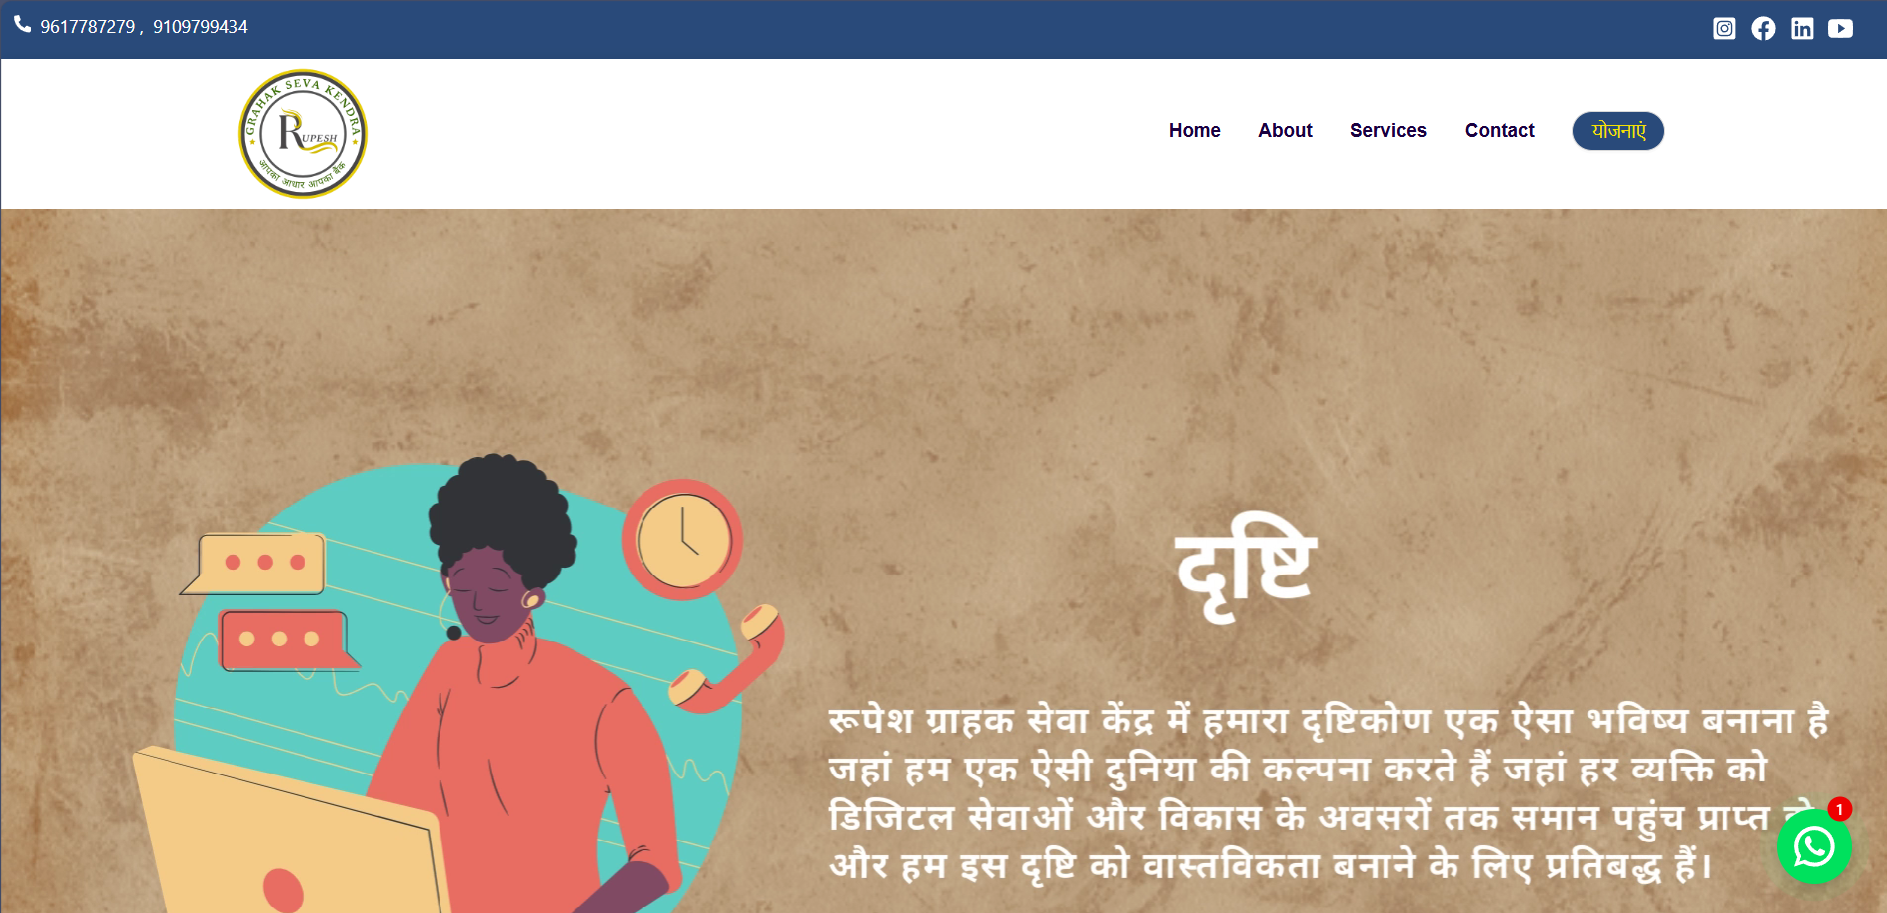 9617787279 , 9109799434
GRAHAK SEVA KENDRA
RUPESH
आपका आधार आपका बैंक
Home About Services Contact योजनाएं
दृष्टि
रूपेश ग्राहक सेवा केंद्र में हमारा दृष्टिकोण एक ऐसा भविष्य बनाना है
जहां हम एक ऐसी दुनिया की कल्पना करते हैं जहां हर व्यक्ति को
डिजिटल सेवाओं और विकास के अवसरों तक समान पहुंच प्राप्त
और हम इस दृष्टि को वास्तविकता बनाने के लिए प्रतिबद्ध हैं।
1